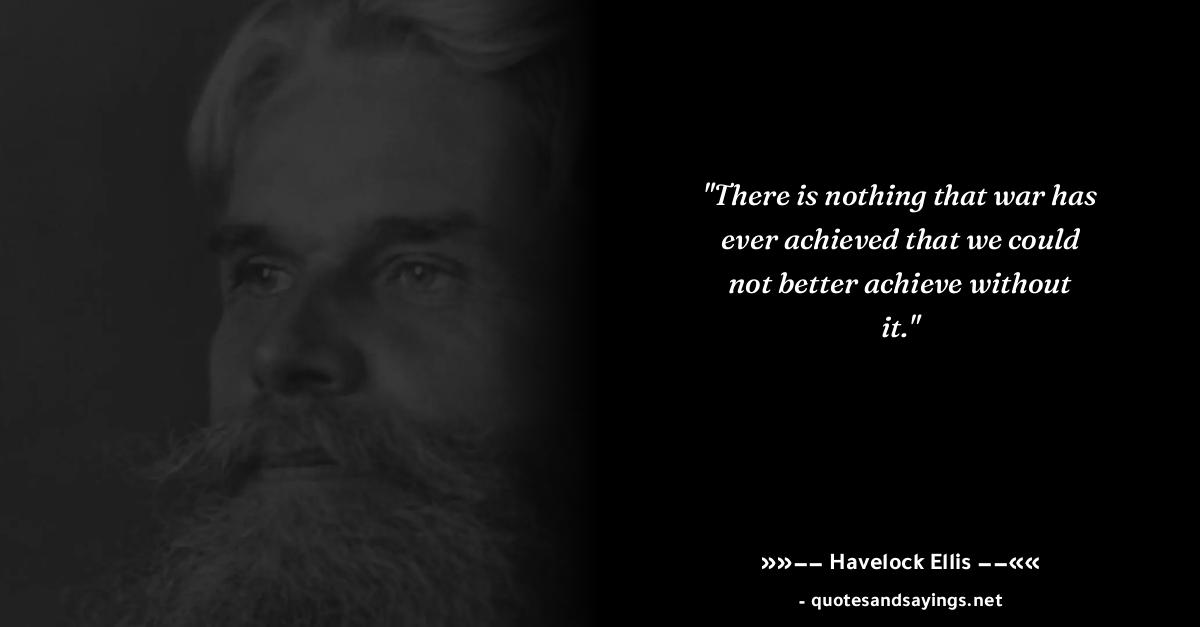 "There is nothing that war has
ever achieved that we could
not better achieve without
it."
»»−− Havelock Ellis −−««
- quotesandsayings.net